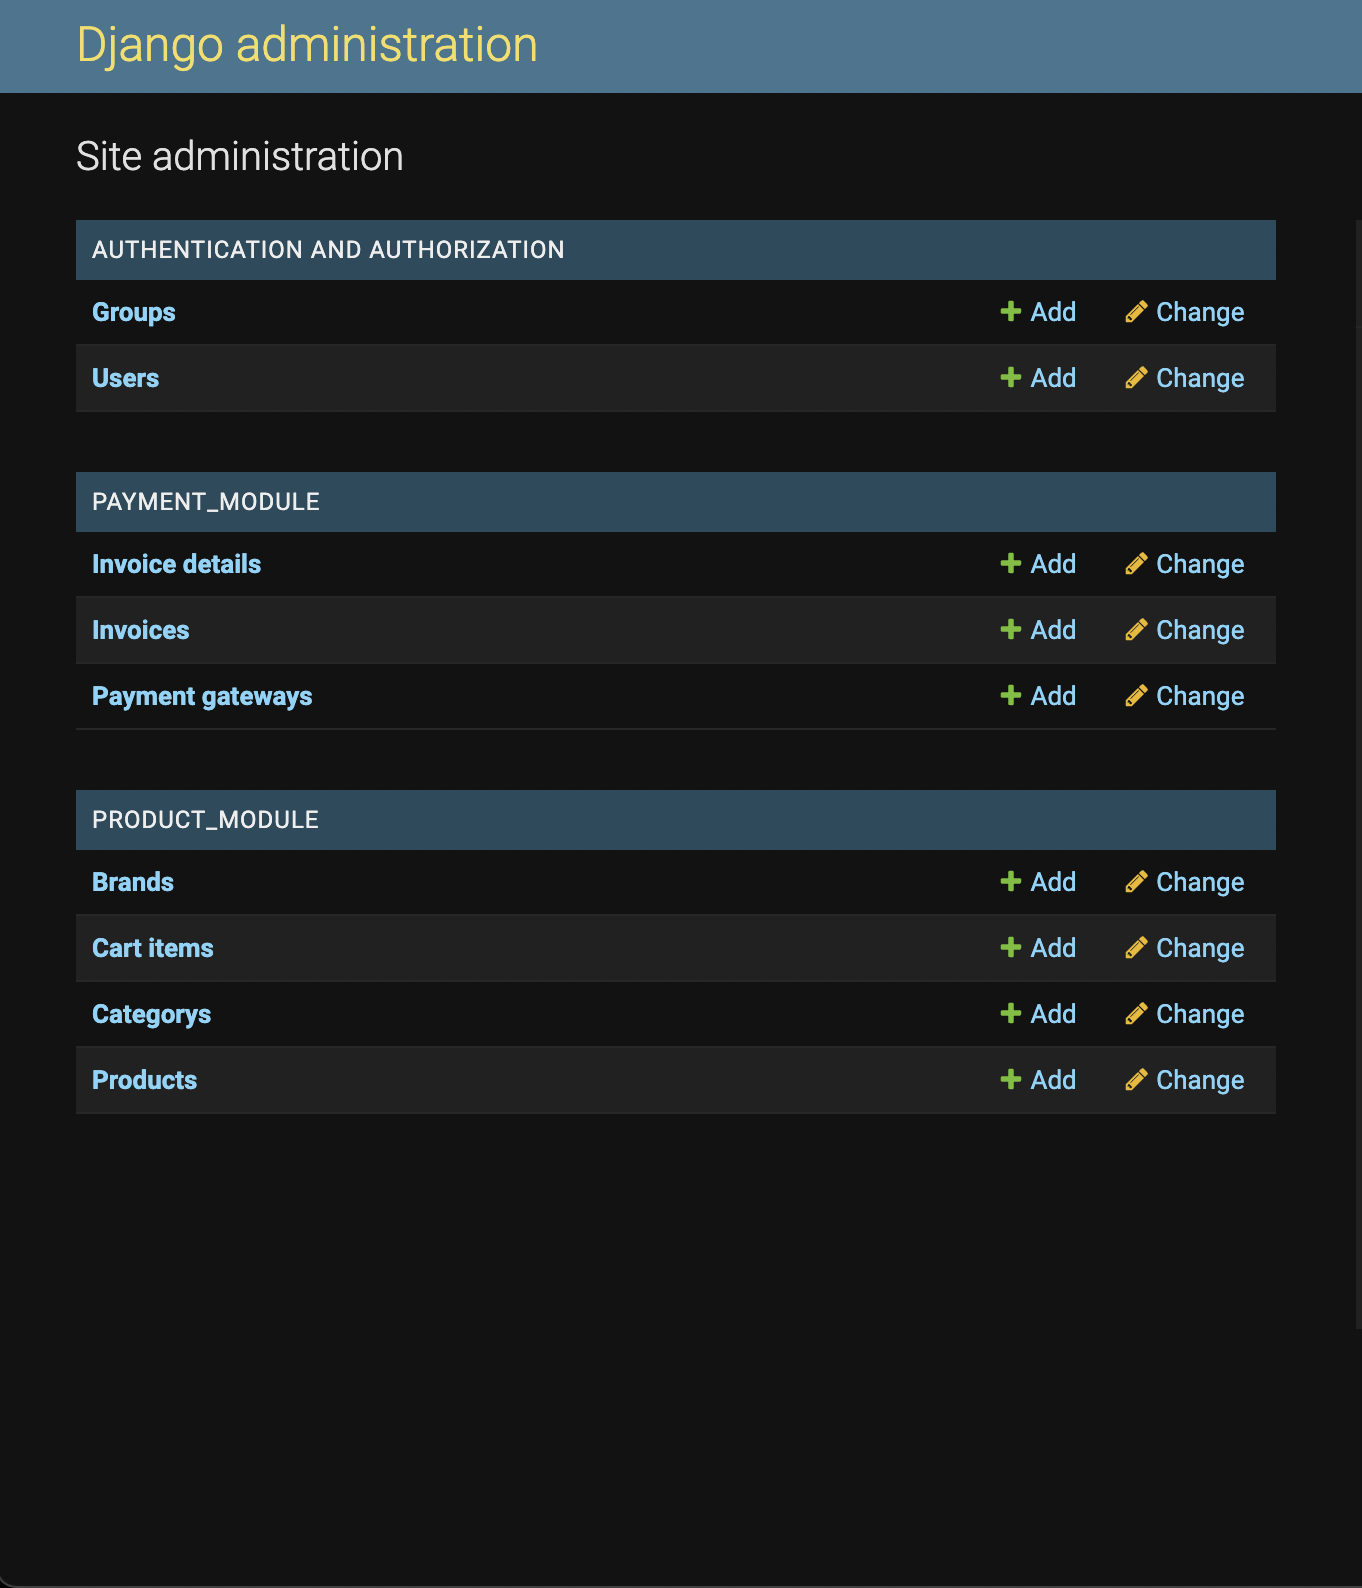 Django administration
Site administration
AUTHENTICATION AND AUTHORIZATION
Groups Add Change
Users Add Change
PAYMENT_MODULE
Invoice details Add Change
Invoices Add Change
Payment gateways Add Change
PRODUCT_MODULE
Brands Add Change
Cart items Add Change
Categorys Add Change
Products Add Change